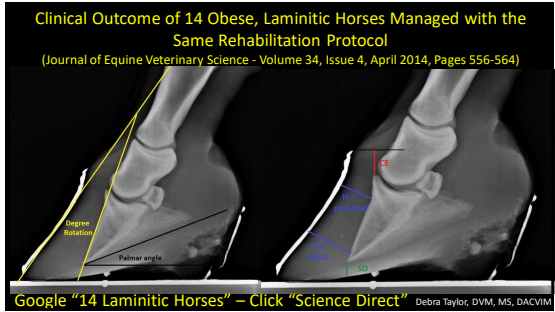 Clinical Outcome of 14 Obese, Laminitic Horses Managed with the
Same Rehabilitation Protocol
(Journal of Equine Veterinary Science - Volume 34, Issue 4, April 2014, Pages 556-564)
CE
Degree
Rotation
Palmar angle
SD
Google "14 Laminitic Horses" – Click "Science Direct" Debra Taylor, DVM, MS, DACVIM